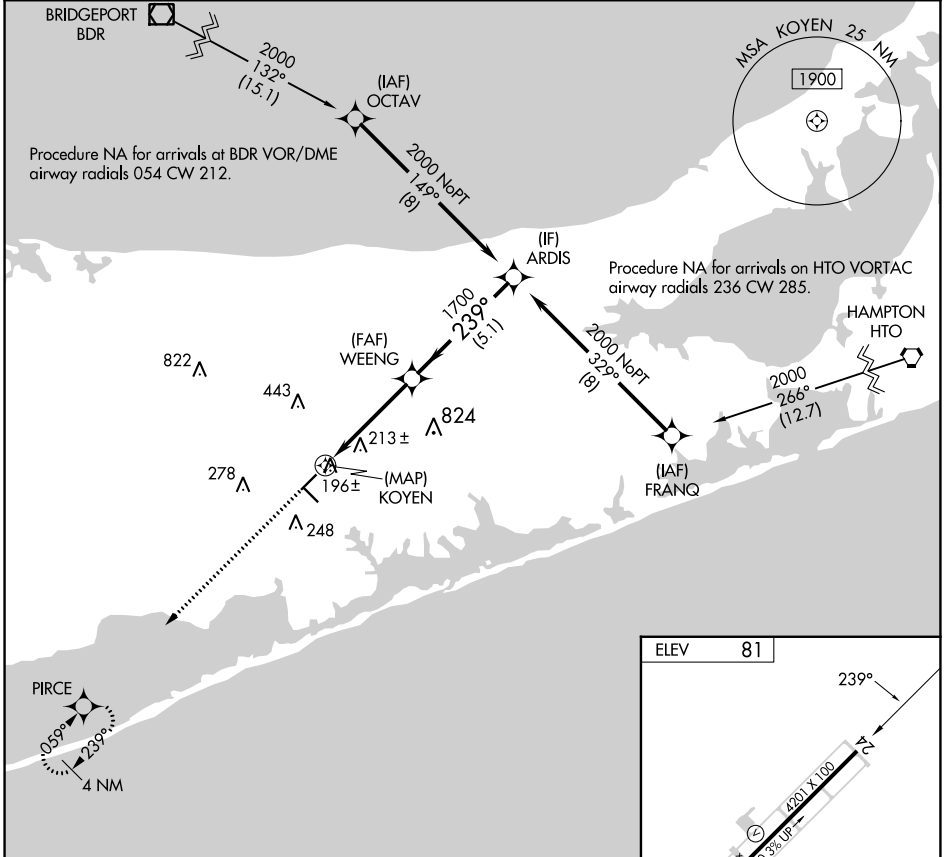 BRIDGEPORT
BDR
2000
132°
(15.1)
(IAF)
OCTAV
MSA KOYEN 25 NM
1900
Procedure NA for arrivals at BDR VOR/DME
airway radials 054 CW 212.
2000 NoPT
149°
(8)
(IF)
ARDIS
Procedure NA for arrivals on HTO VORTAC
airway radials 236 CW 285.
HAMPTON
HTO
1700
239°
(5.1)
(FAF)
WEENG
2000 NoPT
329°
(8)
2000
266°
(12.7)
822
443
824
213 ±
278
196±
(MAP)
KOYEN
(IAF)
FRANQ
248
PIRCE
059°
239°
4 NM
ELEV 81
239°
24
4201 X 100
V
0.3% UP